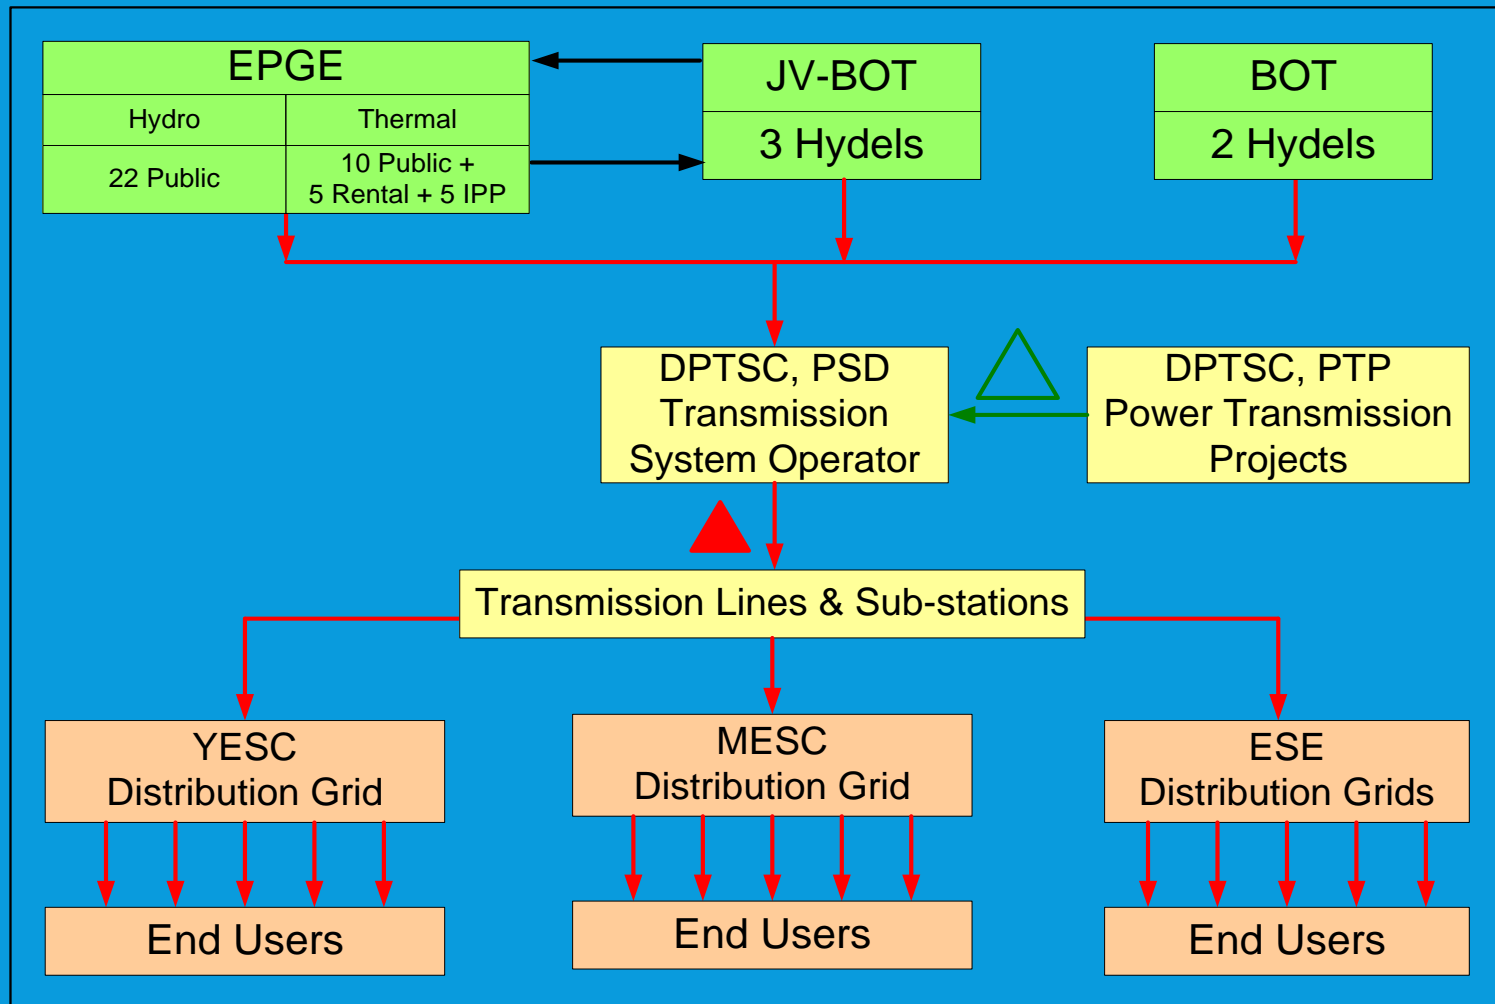 EPGE
Hydro
Thermal
22 Public
10 Public +
5 Rental + 5 IPP
JV-BOT
3 Hydels
BOT
2 Hydels
DPTSC, PSD
Transmission
System Operator
DPTSC, PTP
Power Transmission
Projects
Transmission Lines & Sub-stations
YESC
Distribution Grid
MESC
Distribution Grid
ESE
Distribution Grids
End Users
End Users
End Users